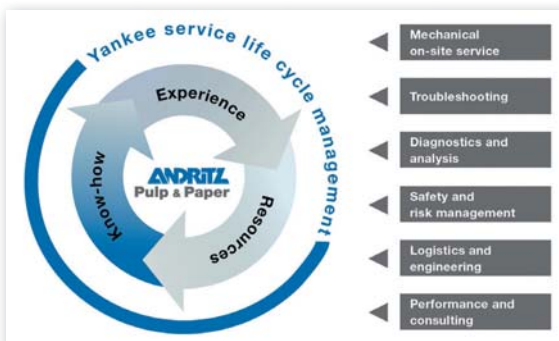 Yankee service life cycle management
Experience
Know-how
Resources
ANDRITZ
Pulp & Paper
Mechanical
on-site service
Troubleshooting
Diagnostics and
analysis
Safety and
risk management
Logistics and
engineering
Performance and
consulting